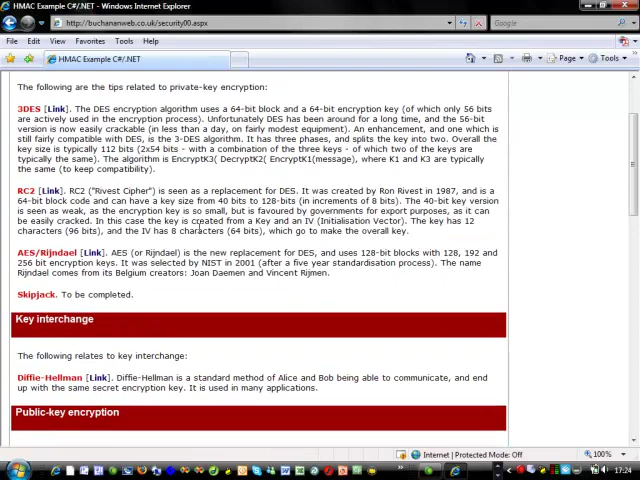 HMAC Example C#/.NET - Windows Internet Explorer
http://buchananweb.co.uk/security00.aspx
Google
File Edit View Favorites Tools Help
HMAC Example C#/.NET
Page Tools
The following are the tips related to private-key encryption:
3DES [Link]. The DES encryption algorithm uses a 64-bit block and a 64-bit encryption key (of which only 56 bits
are actively used in the encryption process). Unfortunately DES has been around for a long time, and the 56-bit
version is now easily crackable (in less than a day, on fairly modest equipment). An enhancement, and one which is
still fairly compatible with DES, is the 3-DES algorithm. It has three phases, and splits the key into two. Overall the
key size is typically 112 bits (2x54 bits - with a combination of the three keys - of which two of the keys are
typically the same). The algorithm is EncryptK3( DecryptK2( EncryptK1(message), where K1 and K3 are typically
the same (to keep compatibility).
RC2 [Link]. RC2 ("Rivest Cipher") is seen as a replacement for DES. It was created by Ron Rivest in 1987, and is a
64-bit block code and can have a key size from 40 bits to 128-bits (in increments of 8 bits). The 40-bit key version
is seen as weak, as the encryption key is so small, but is favoured by governments for export purposes, as it can
be easily cracked. In this case the key is created from a Key and an IV (Initialisation Vector). The key has 12
characters (96 bits), and the IV has 8 characters (64 bits), which go to make the overall key.
AES/Rijndael [Link]. AES (or Rijndael) is the new replacement for DES, and uses 128-bit blocks with 128, 192 and
256 bit encryption keys. It was selected by NIST in 2001 (after a five year standardisation process). The name
Rijndael comes from its Belgium creators: Joan Daemen and Vincent Rijmen.
Skipjack. To be completed.
Key interchange
The following relates to key interchange:
Diffie-Hellman [Link]. Diffie-Hellman is a standard method of Alice and Bob being able to communicate, and end
up with the same secret encryption key. It is used in many applications.
Public-key encryption
Internet | Protected Mode: Off
100%
17:24